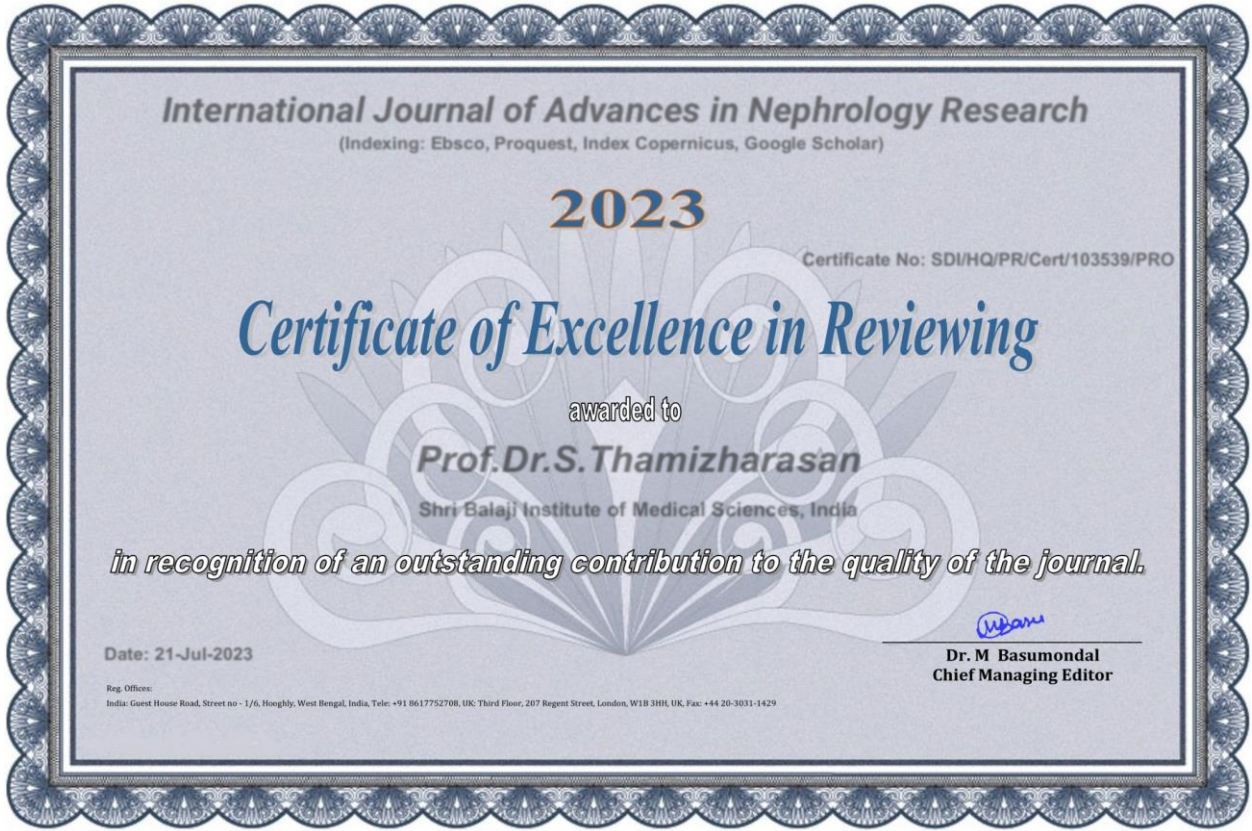 International Journal of Advances in Nephrology Research
(Indexing: Ebsco, Proquest, Index Copernicus, Google Scholar)
2023
Certificate No: SDI/HQ/PR/Cert/103539/PRO
Certificate of Excellence in Reviewing
awarded to
Prof.Dr.S.Thamizharasan
Shri Balaji Institute of Medical Sciences, India
in recognition of an outstanding contribution to the quality of the journal.
MBasu
Date: 21-Jul-2023
Dr. M Basumondal
Chief Managing Editor
Reg. Offices:
India: Guest House Road, Street no - 1/6, Hooghly, West Bengal, India, Tele: +91 8617752708, UK: Third Floor, 207 Regent Street, London, W1B 3HH, UK, Fax: +44 20-3031-1429